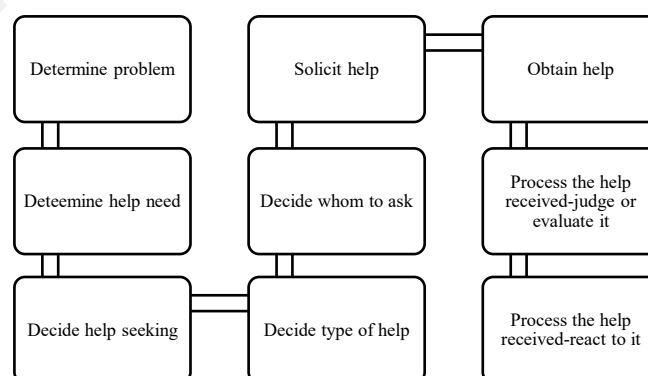 Determine problem
Deteemine help need
Decide help seeking
Decide type of help
Decide whom to ask
Solicit help
Obtain help
Process the help
received-judge or
evaluate it
Process the help
received-react to it